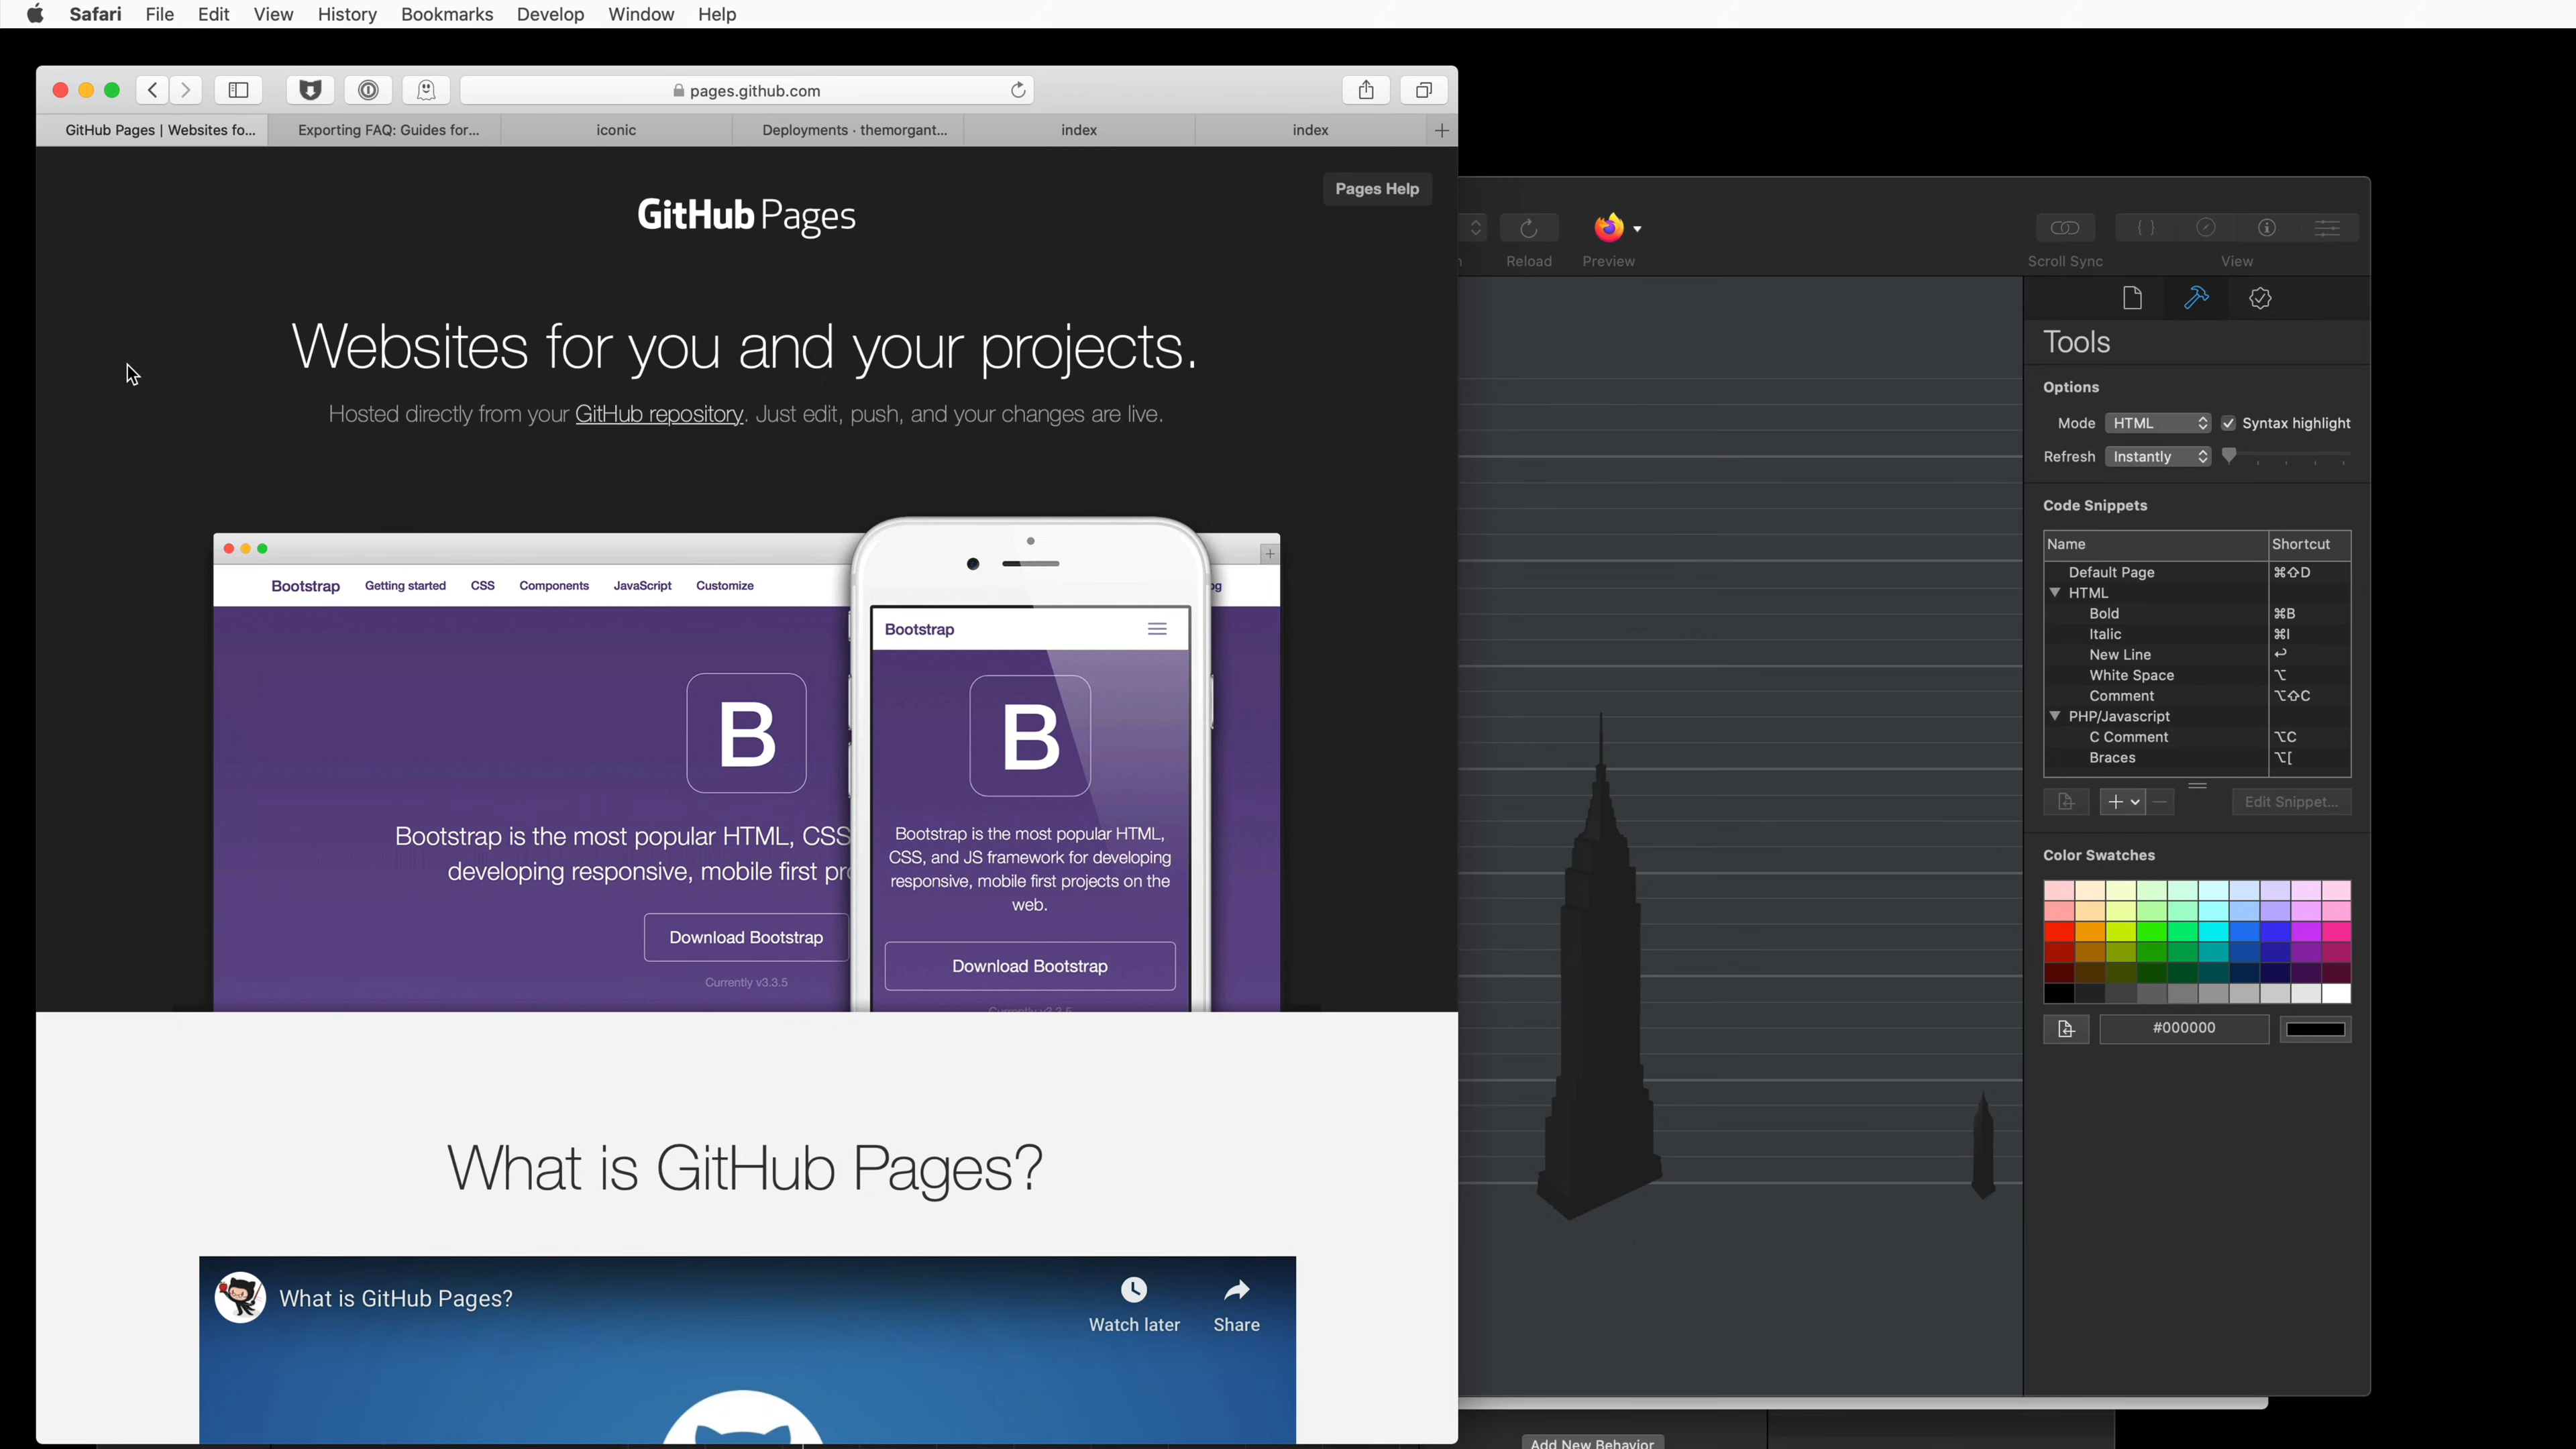 Safari File Edit View History Bookmarks Develop Window Help
pages.github.com
GitHub Pages | Websites fo... Exporting FAQ: Guides for... iconic Deployments · themorgant... index index
Pages Help
GitHub Pages
Websites for you and your projects.
Hosted directly from your GitHub repository. Just edit, push, and your changes are live.
Bootstrap Getting started CSS Components JavaScript Customize
B
Bootstrap is the most popular HTML, CSS
developing responsive, mobile first pr
Download Bootstrap
Currently v3.3.5
Bootstrap
B
Bootstrap is the most popular HTML,
CSS, and JS framework for developing
responsive, mobile first projects on the
web.
Download Bootstrap
Currently v3.3.5
What is GitHub Pages?
What is GitHub Pages?
Watch later Share
Reload Preview Scroll Sync View
Tools
Options
Mode HTML Syntax highlight
Refresh Instantly
Code Snippets
Name Shortcut
Default Page ⌘⇧D
HTML
Bold ⌘B
Italic ⌘I
New Line ↩
White Space ⌥
Comment ⌥⇧C
PHP/Javascript
C Comment ⌥C
Braces ⌥[
Edit Snippet...
Color Swatches
#000000
Add New Behavior